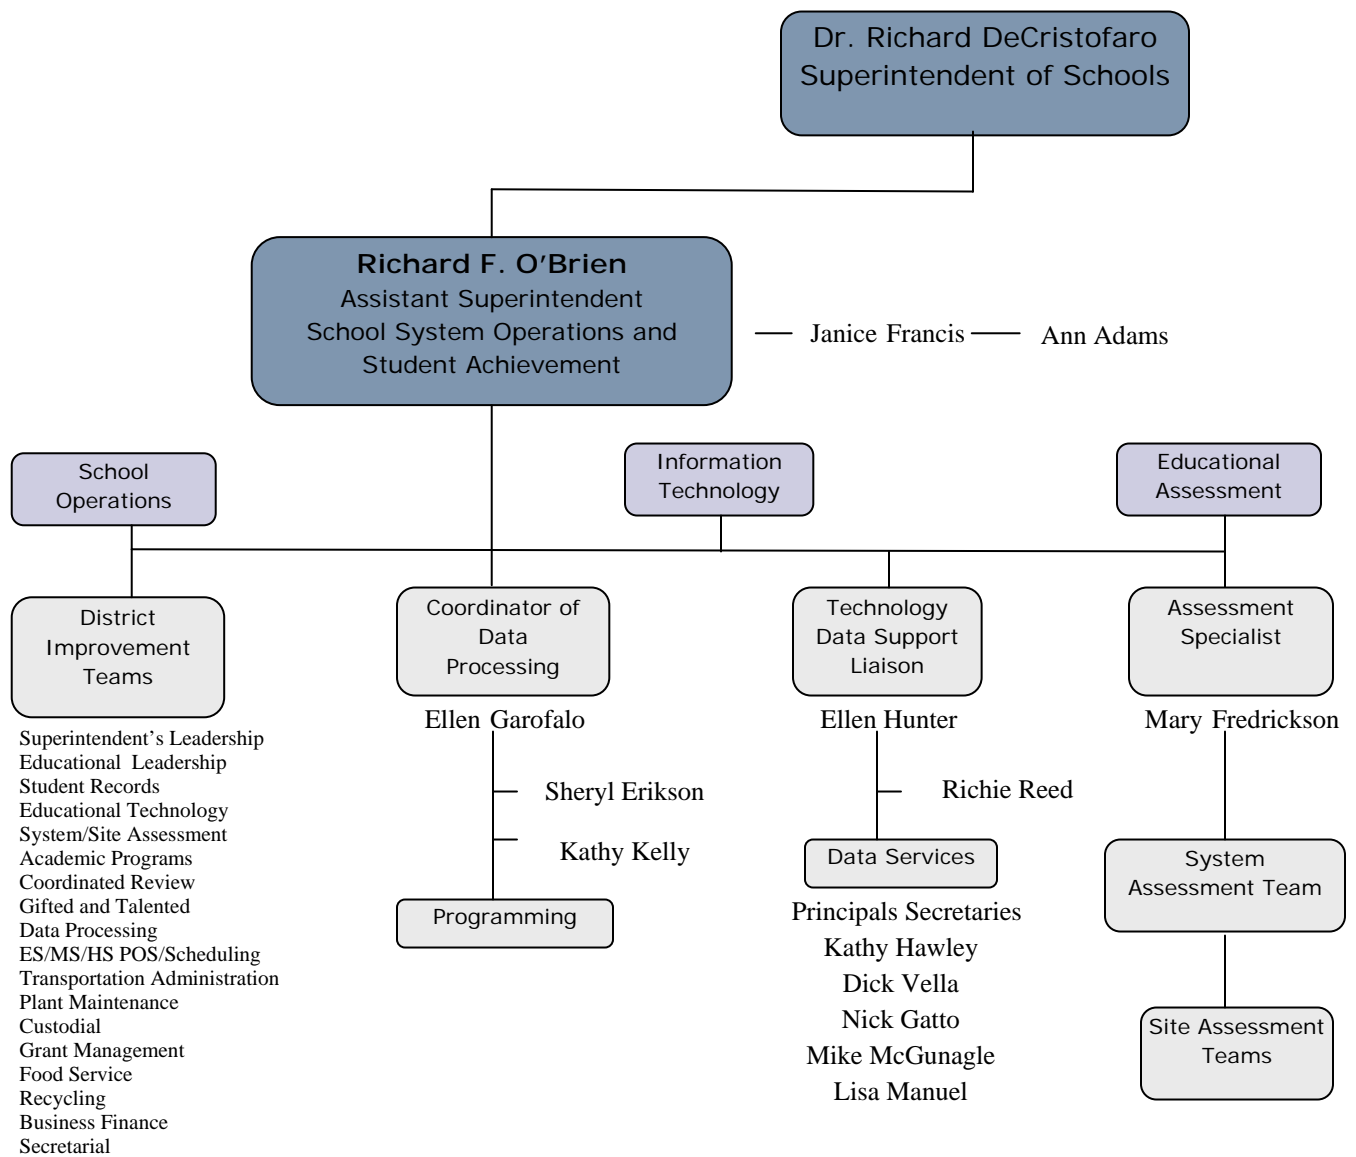 Dr. Richard DeCristofaro
Superintendent of Schools
Richard F. O'Brien
Assistant Superintendent
School System Operations and
Student Achievement
Janice Francis
Ann Adams
School
Operations
Information
Technology
Educational
Assessment
District
Improvement
Teams
Superintendent's Leadership
Educational Leadership
Student Records
Educational Technology
System/Site Assessment
Academic Programs
Coordinated Review
Gifted and Talented
Data Processing
ES/MS/HS POS/Scheduling
Transportation Administration
Plant Maintenance
Custodial
Grant Management
Food Service
Recycling
Business Finance
Secretarial
Coordinator of
Data
Processing
Ellen Garofalo
Sheryl Erikson
Kathy Kelly
Programming
Technology
Data Support
Liaison
Ellen Hunter
Richie Reed
Data Services
Principals Secretaries
Kathy Hawley
Dick Vella
Nick Gatto
Mike McGunagle
Lisa Manuel
Assessment
Specialist
Mary Fredrickson
System
Assessment Team
Site Assessment
Teams